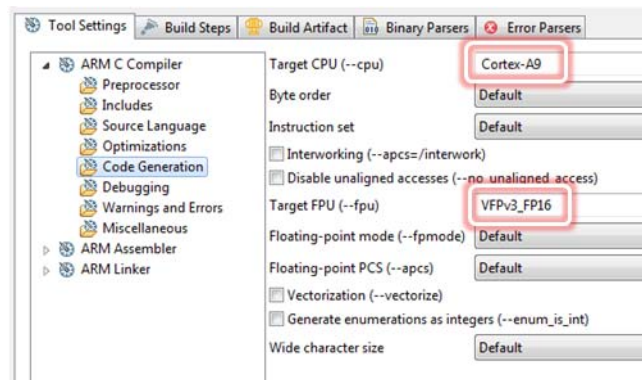 Tool Settings Build Steps Build Artifact Binary Parsers Error Parsers
ARM C Compiler
Preprocessor
Includes
Source Language
Optimizations
Code Generation
Debugging
Warnings and Errors
Miscellaneous
ARM Assembler
ARM Linker
Target CPU (--cpu) Cortex-A9
Byte order Default
Instruction set Default
Interworking (--apcs=/interwork)
Disable unaligned accesses (--no_unaligned_access)
Target FPU (--fpu) VFPv3_FP16
Floating-point mode (--fpmode) Default
Floating-point PCS (--apcs) Default
Vectorization (--vectorize)
Generate enumerations as integers (--enum_is_int)
Wide character size Default